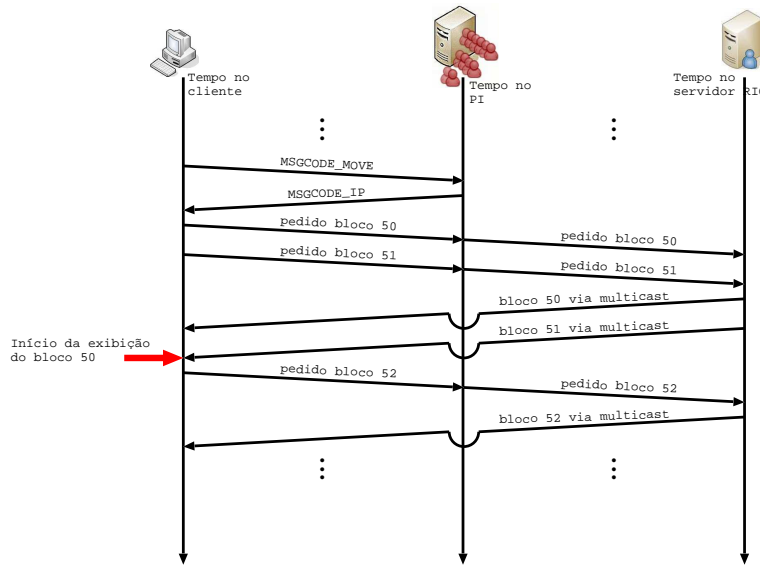 Tempo no
cliente
Tempo no
PI
Tempo no
servidor RIO
MSGCODE_MOVE
MSGCODE_IP
pedido bloco 50
pedido bloco 50
pedido bloco 51
pedido bloco 51
bloco 50 via multicast
bloco 51 via multicast
Início da exibição
do bloco 50
pedido bloco 52
pedido bloco 52
bloco 52 via multicast